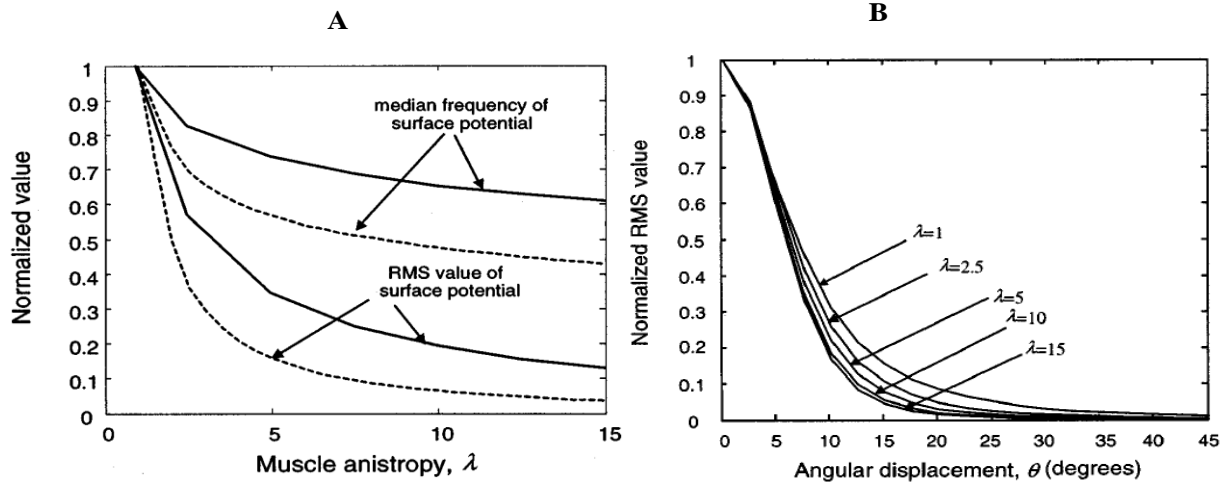 A
1
0.9
0.8
0.7
0.6
0.5
0.4
0.3
0.2
0.1
0
Normalized value
median frequency of
surface potential
RMS value of
surface potential
0 5 10 15
Muscle anistropy, λ
B
1
0.9
0.8
0.7
0.6
0.5
0.4
0.3
0.2
0.1
0
Normalized RMS value
λ=1
λ=2.5
λ=5
λ=10
λ=15
0 5 10 15 20 25 30 35 40 45
Angular displacement, θ (degrees)